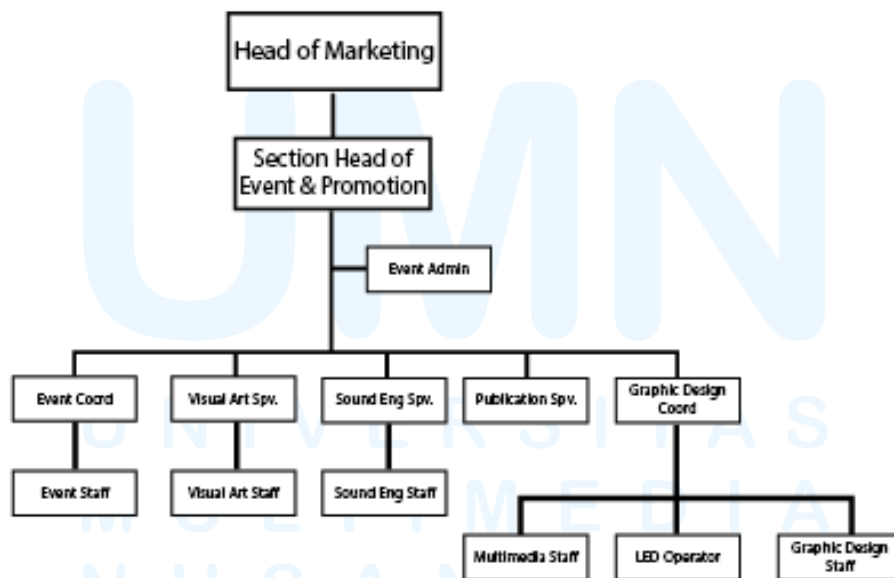 Head of Marketing
Section Head of
Event & Promotion
Event Admin
Event Coord
Visual Art Spv.
Sound Eng Spv.
Publication Spv.
Graphic Design
Coord
Event Staff
Visual Art Staff
Sound Eng Staff
Multimedia Staff
LED Operator
Graphic Design
Staff
UMN
UNIVERSITAS
MULTIMEDIA